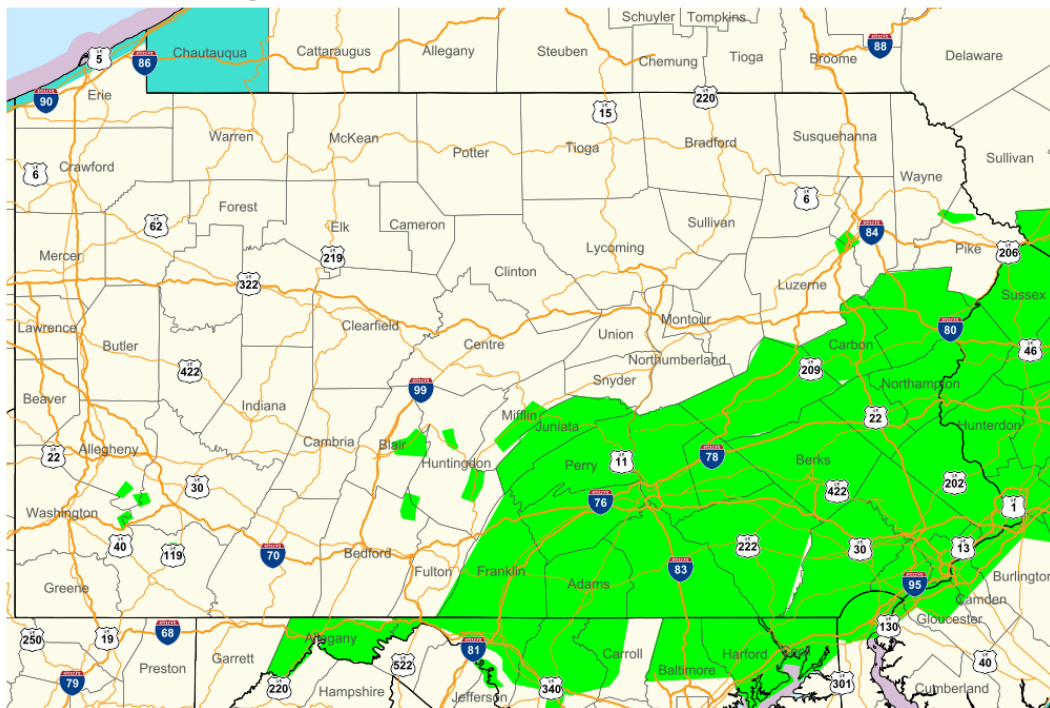 Schuyler Tompkins
Chautauqua Cattaraugus Allegany Steuben Chemung Tioga Broome 88 Delaware
5
86
90
Erie
15
220
Warren McKean Potter Tioga Bradford Susquehanna
Sullivan
Crawford
6
Wayne
6
Forest
62
Elk
Cameron
Sullivan
84
Mercer
219
Lycoming
Pike
206
322
Clinton
Luzerne
Sussex
Lawrence
Butler
Clearfield
Centre
Union
Montour
Carbon
80
46
Northumberland
422
Snyder
209
Northampton
Beaver
99
Indiana
Mifflin
Juniata
22
Hunterdon
Allegheny
Cambria
Blair
22
Huntingdon
Perry
11
78
Berks
30
422
202
76
1
Washington
40
119
70
Bedford
222
30
13
Greene
Fulton
Franklin
Adams
83
95
Burlington
Camden
Gloucester
250
19
68
Allegany
130
Garrett
81
Carroll
Harford
Preston
522
Baltimore
40
79
220
Hampshire
Jefferson
340
301
Cumberland